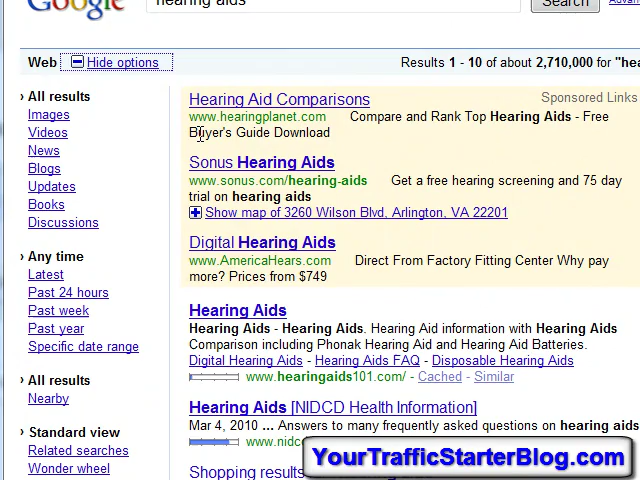 Google
hearing aids
Search
Web
Hide options
Results 1 - 10 of about 2,710,000 for "hea
› All results
Images
Videos
News
Blogs
Updates
Books
Discussions
› Any time
Latest
Past 24 hours
Past week
Past year
Specific date range
› All results
Nearby
› Standard view
Related searches
Wonder wheel
Hearing Aid Comparisons
Sponsored Links
www.hearingplanet.com Compare and Rank Top Hearing Aids - Free
Buyer's Guide Download
Sonus Hearing Aids
www.sonus.com/hearing-aids Get a free hearing screening and 75 day
trial on hearing aids
Show map of 3260 Wilson Blvd, Arlington, VA 22201
Digital Hearing Aids
www.AmericaHears.com Direct From Factory Fitting Center Why pay
more? Prices from $749
Hearing Aids
Hearing Aids - Hearing Aids. Hearing Aid information with Hearing Aids
Comparison including Phonak Hearing Aid and Hearing Aid Batteries.
Digital Hearing Aids - Hearing Aids FAQ - Disposable Hearing Aids
www.hearingaids101.com/ - Cached - Similar
Hearing Aids [NIDCD Health Information]
Mar 4, 2010 ... Answers to many frequently asked questions on hearing aids
www.nidc
Shopping results
YourTrafficStarterBlog.com